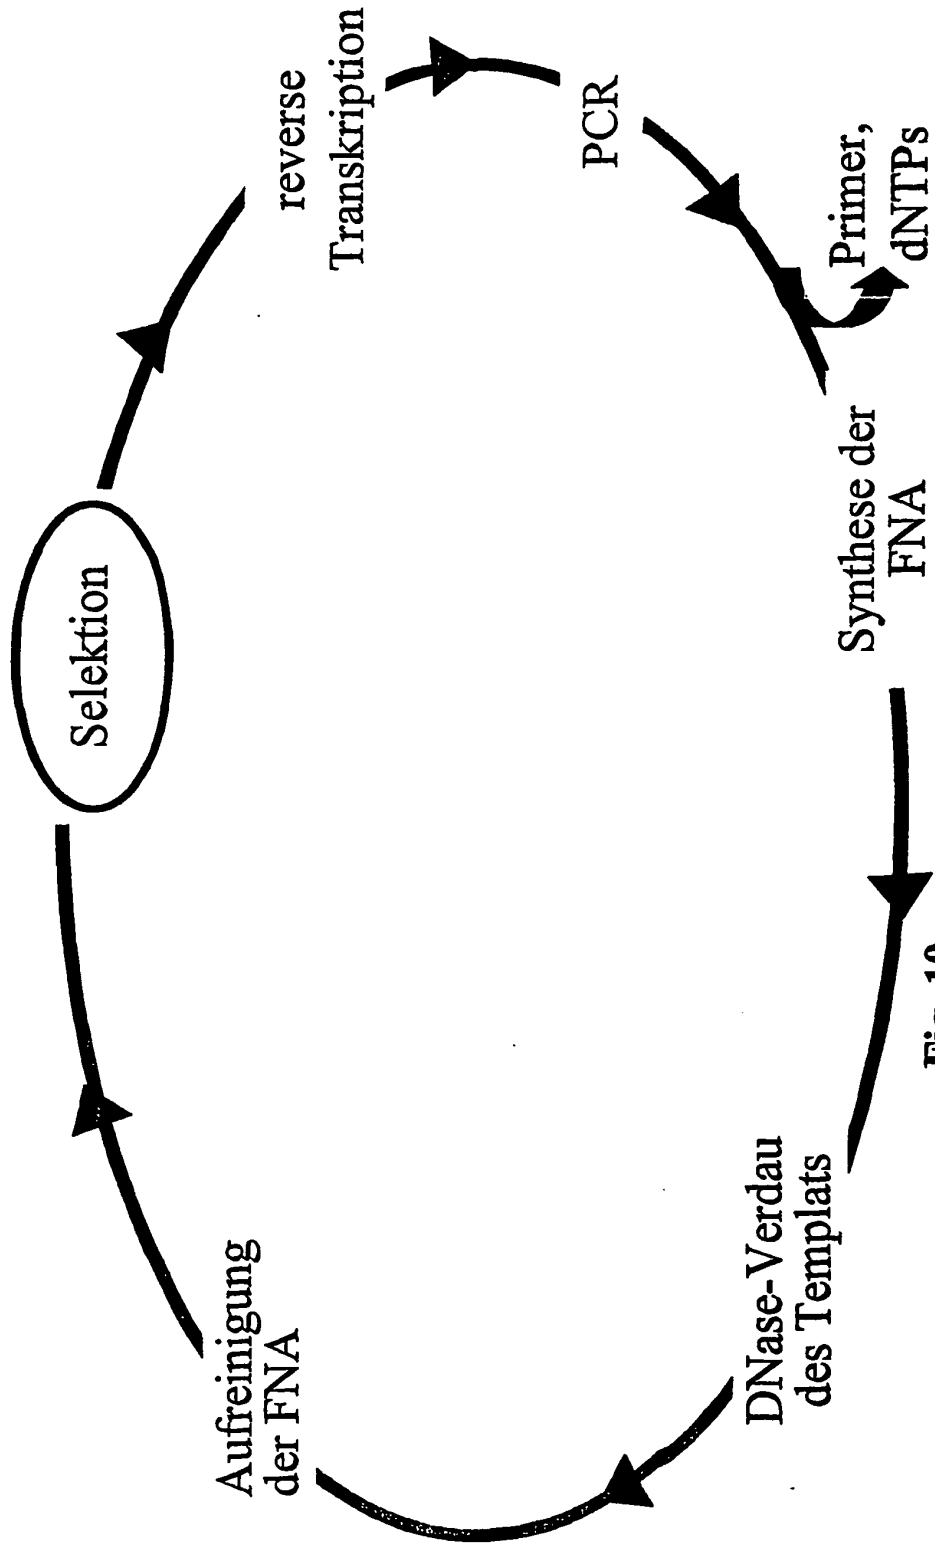 Selektion
reverse
Transkription
PCR
Primer,
dNTPs
Synthese der
FNA
DNase-Verdau
des Templats
Aufreinigung
der FNA